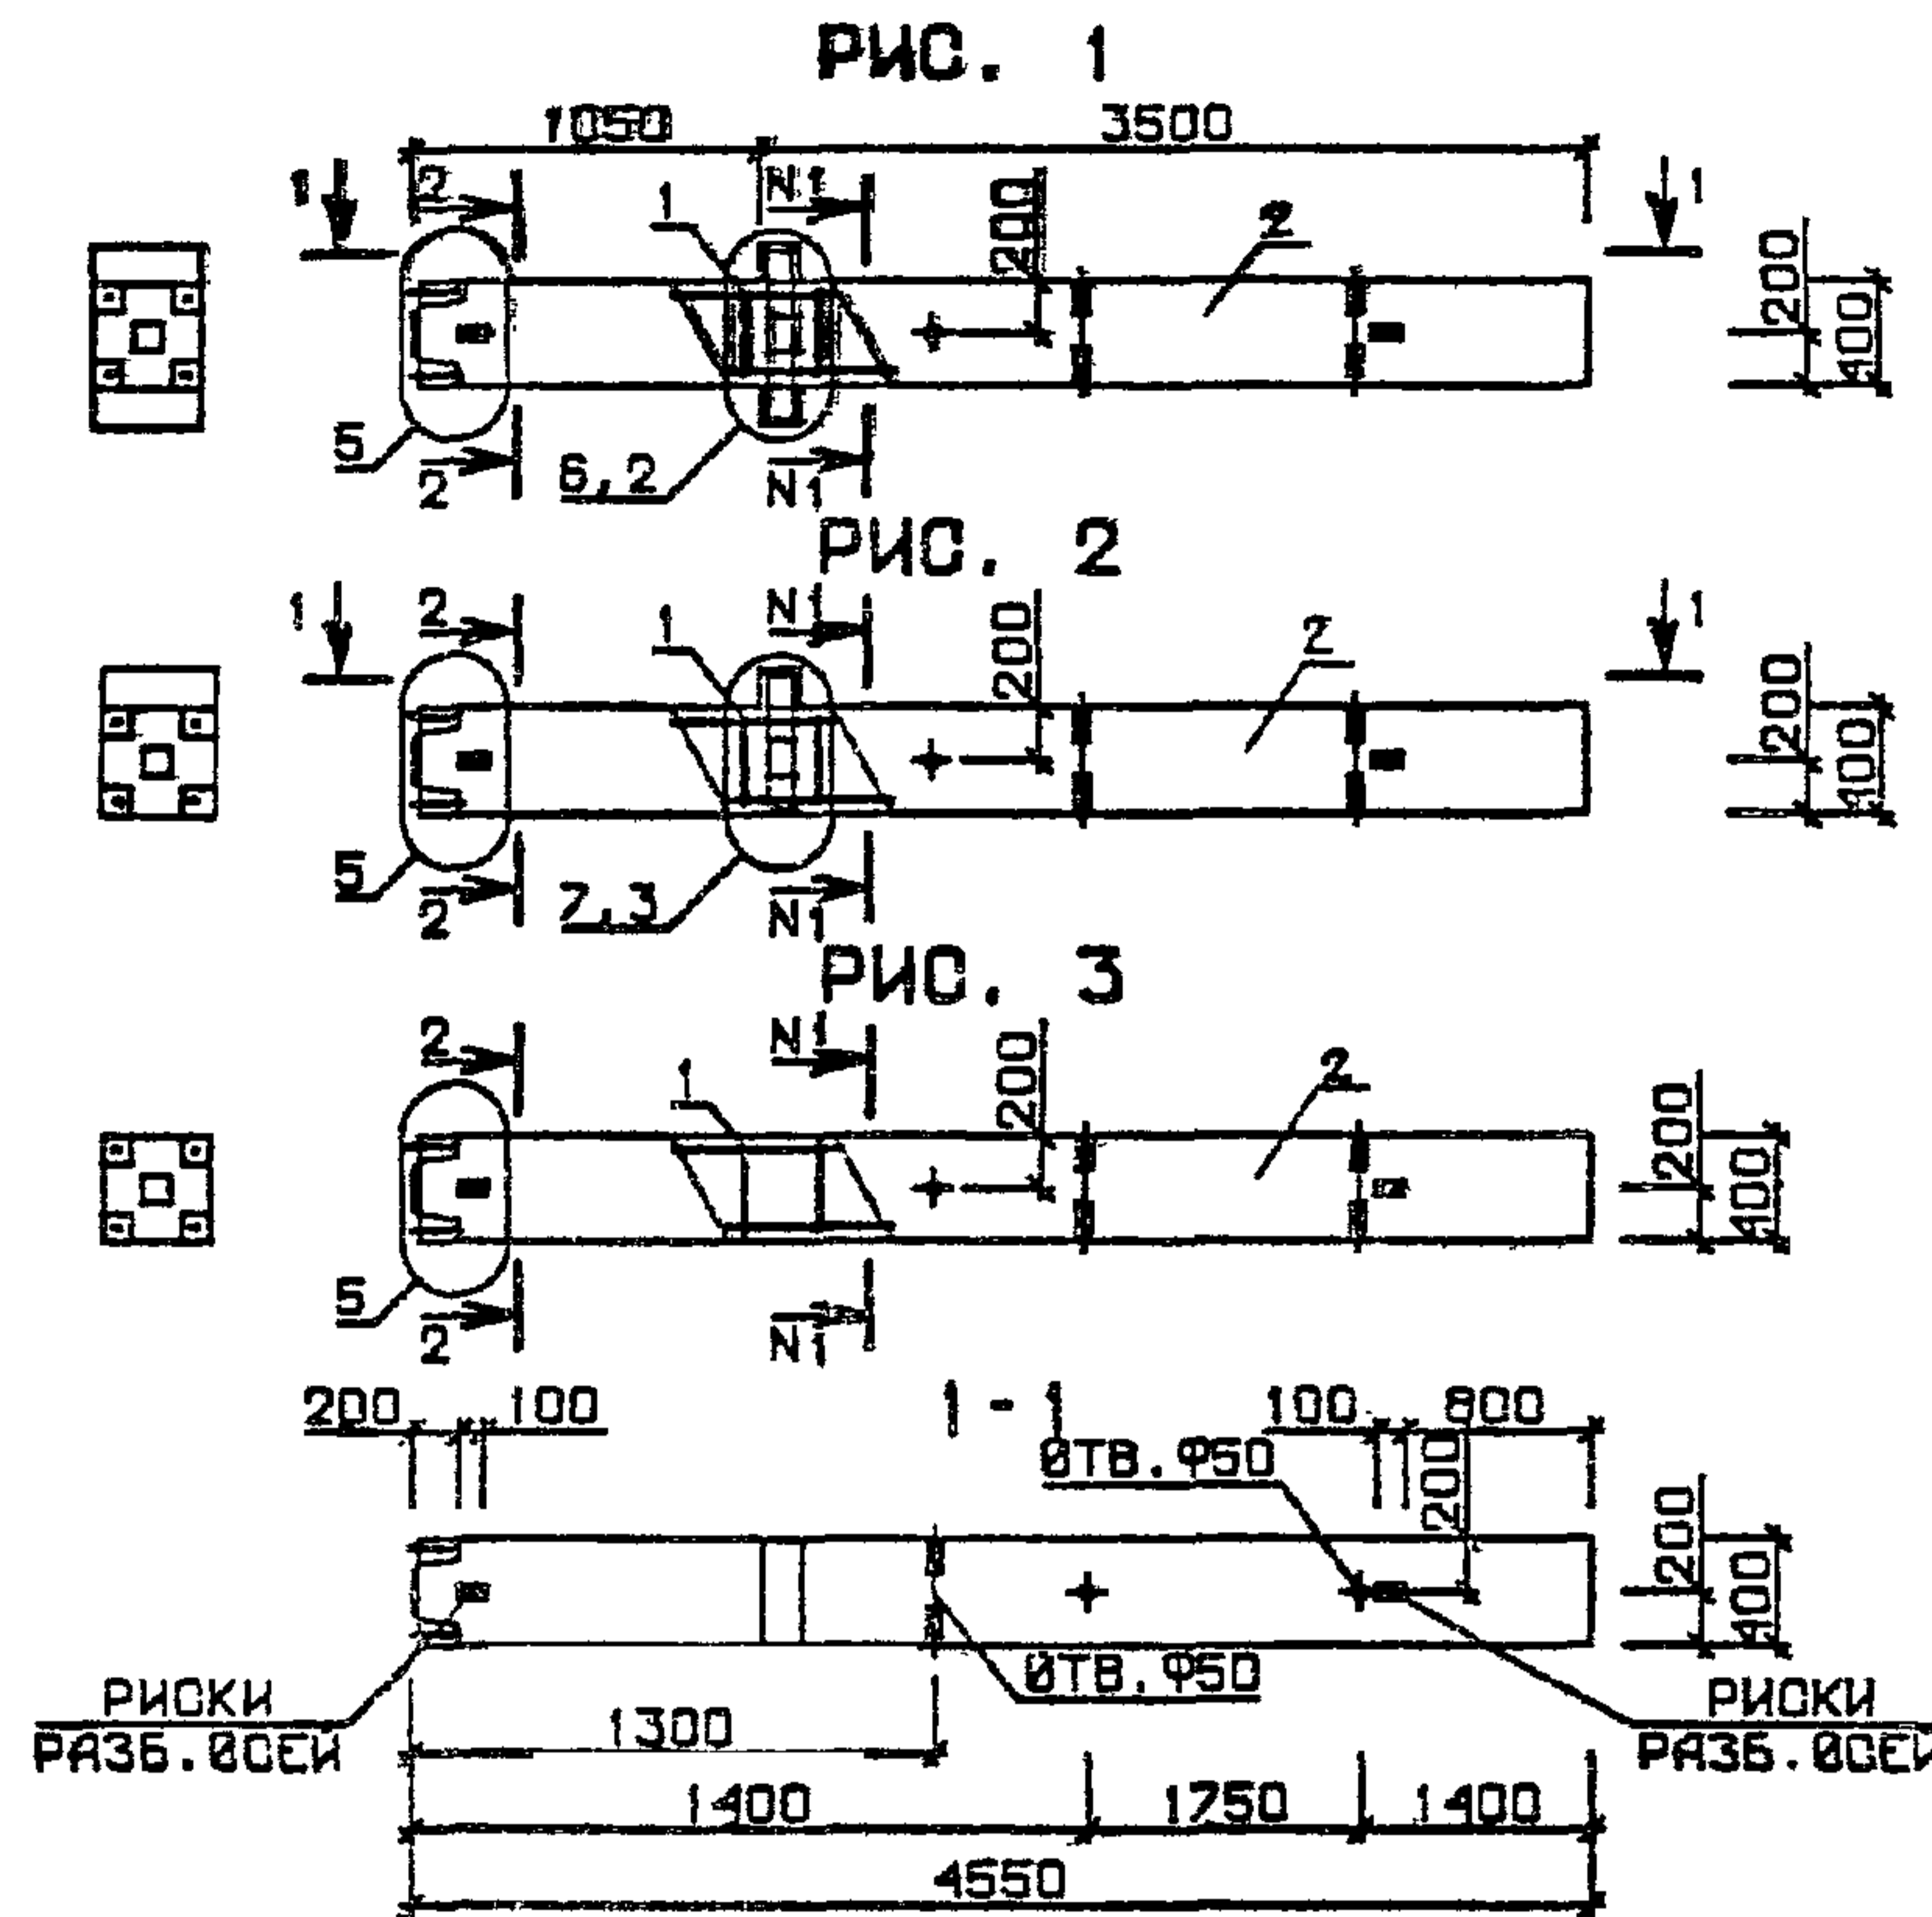 РИС. 1
1050 3500
1 2 N1 1
1 200 2 200 400
5 6,2
2 N1
РИС. 2
1 2 N1 1
1 200 2 200 400
5 7,3
2 N1
РИС. 3
2 N1
1 200 2 200 400
5
2 N1
200 100 1-1 100 800
ОТВ.Ф50 200
200 400
ОТВ.Ф50
РИСКИ РИСКИ
РАЗБ.ОСЕЙ РАЗБ.ОСЕЙ
1300
1400 1750 1400
4550